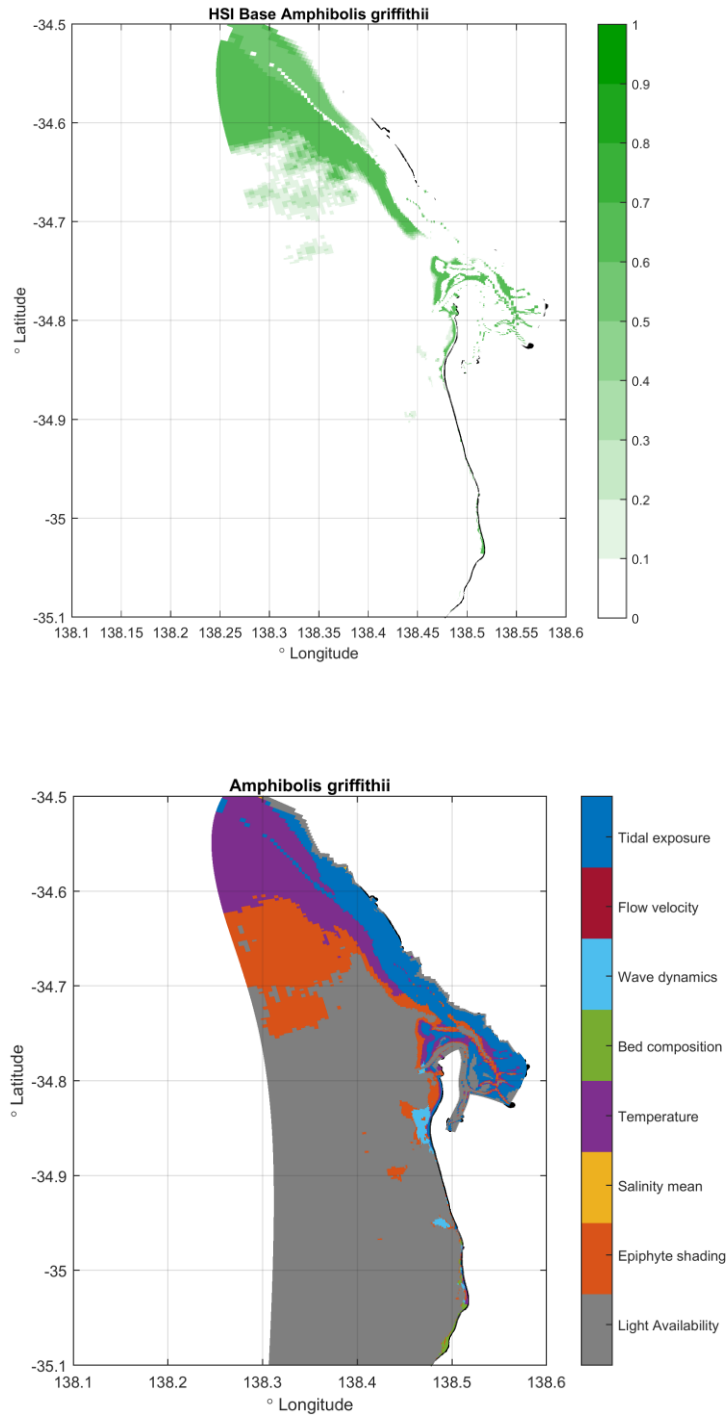 HSI Base Amphibolis griffithii
-34.5
-34.6
-34.7
-34.8
-34.9
-35
-35.1
° Latitude
138.1 138.15 138.2 138.25 138.3 138.35 138.4 138.45 138.5 138.55 138.6
° Longitude
1
0.9
0.8
0.7
0.6
0.5
0.4
0.3
0.2
0.1
0
Amphibolis griffithii
-34.5
-34.6
-34.7
-34.8
-34.9
-35
-35.1
° Latitude
138.1 138.2 138.3 138.4 138.5 138.6
° Longitude
Tidal exposure
Flow velocity
Wave dynamics
Bed composition
Temperature
Salinity mean
Epiphyte shading
Light Availability